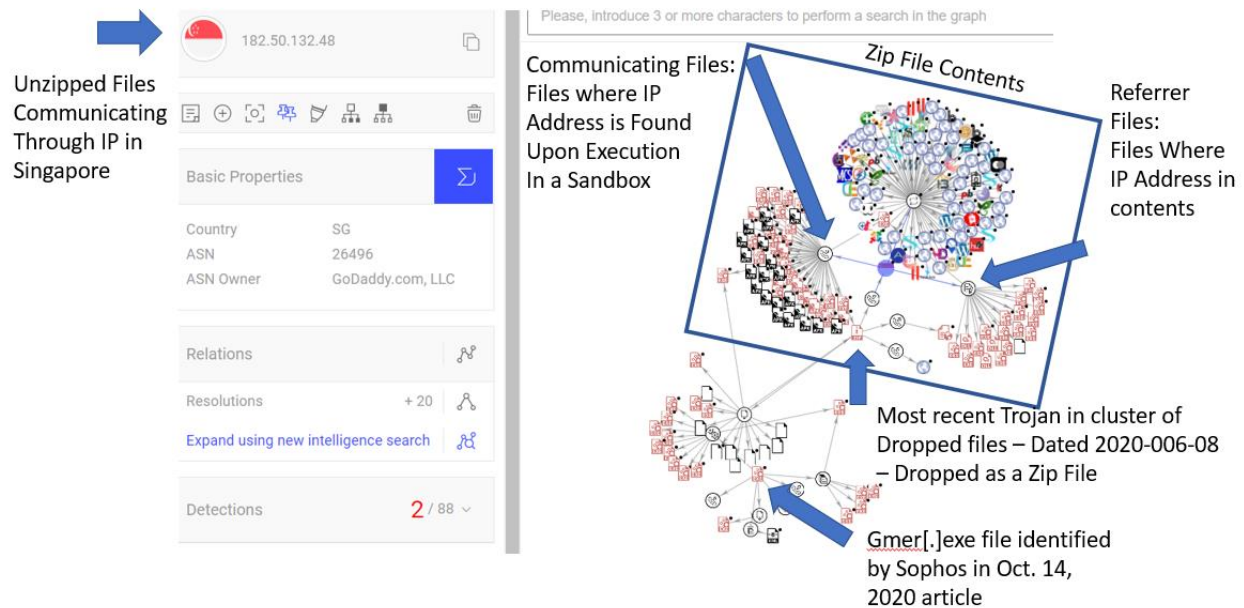 182.50.132.48
Unzipped Files
Communicating
Through IP in
Singapore
Basic Properties
Country SG
ASN 26496
ASN Owner GoDaddy.com, LLC
Relations
Resolutions + 20
Expand using new intelligence search
Detections 2 / 88
Please, introduce 3 or more characters to perform a search in the graph
Communicating Files:
Files where IP
Address is Found
Upon Execution
In a Sandbox
Zip File Contents
Referrer
Files:
Files Where
IP Address in
contents
Most recent Trojan in cluster of
Dropped files – Dated 2020-006-08
– Dropped as a Zip File
Gmer[.]exe file identified
by Sophos in Oct. 14,
2020 article